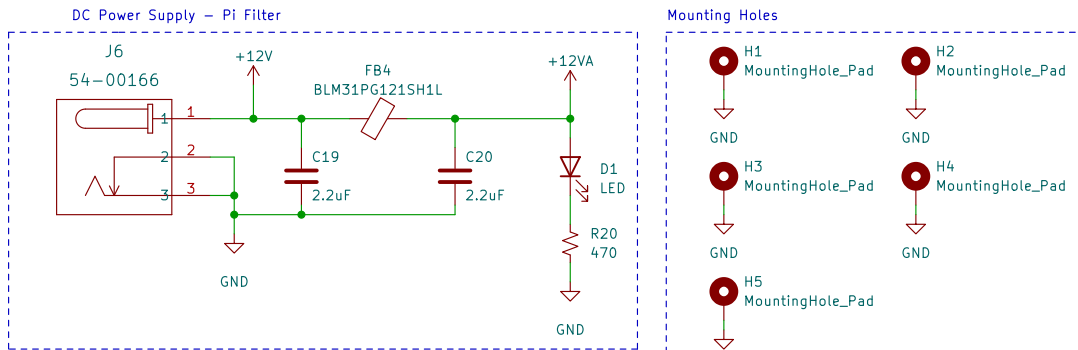 DC Power Supply – Pi Filter
J6
54–00166
1
1
2
2
3
3
+12V
FB4
BLM31PG121SH1L
+12VA
C19
2.2uF
C20
2.2uF
D1
LED
R20
470
GND
GND
Mounting Holes
H1
MountingHole_Pad
GND
H2
MountingHole_Pad
GND
H3
MountingHole_Pad
GND
H4
MountingHole_Pad
GND
H5
MountingHole_Pad